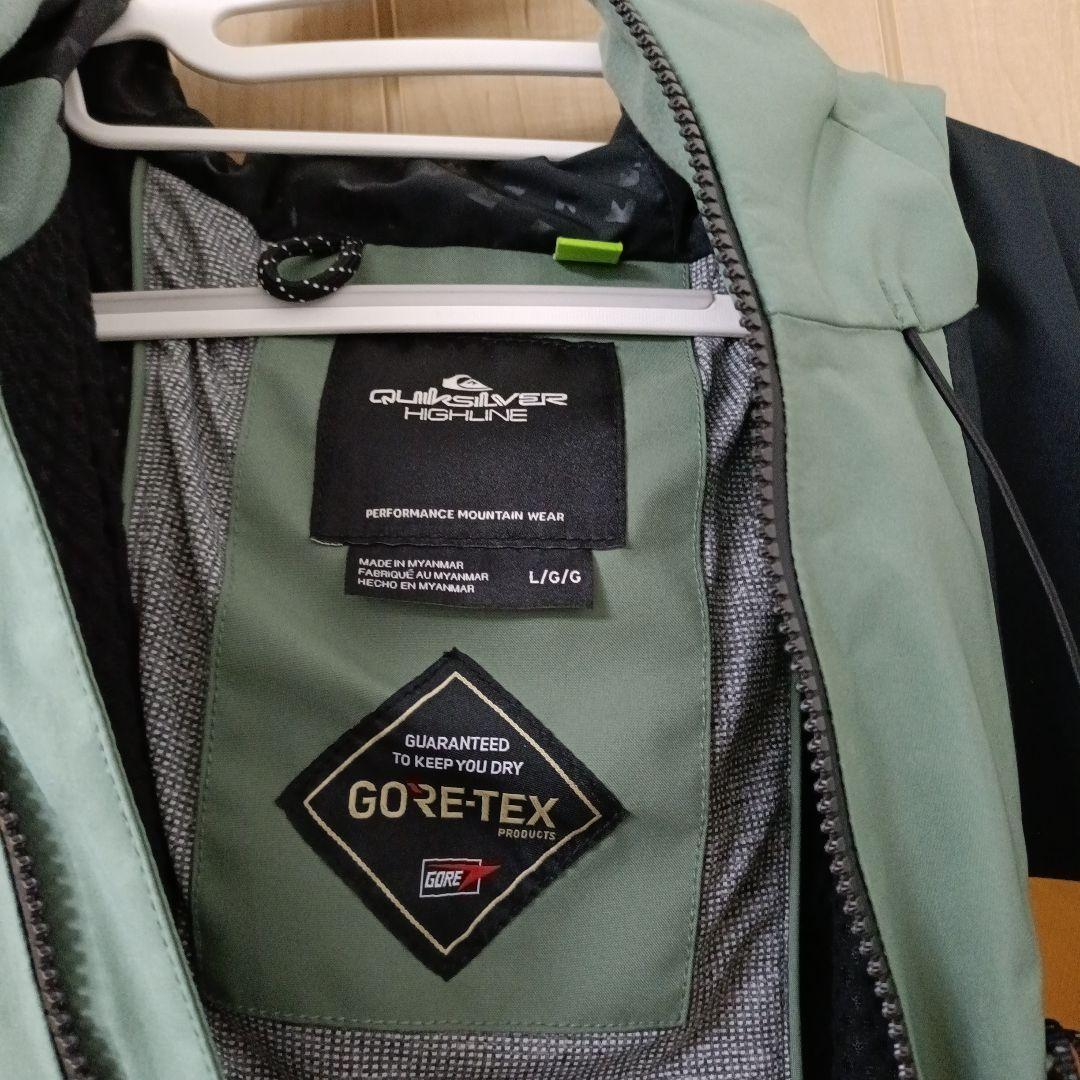 QUIKSILVER
HIGHLINE
PERFORMANCE MOUNTAIN WEAR
MADE IN MYANMAR
FABRIQUÉ AU MYANMAR
HECHO EN MYANMAR
L/G/G
GUARANTEED
TO KEEP YOU DRY
GORE-TEX
PRODUCTS
GORE